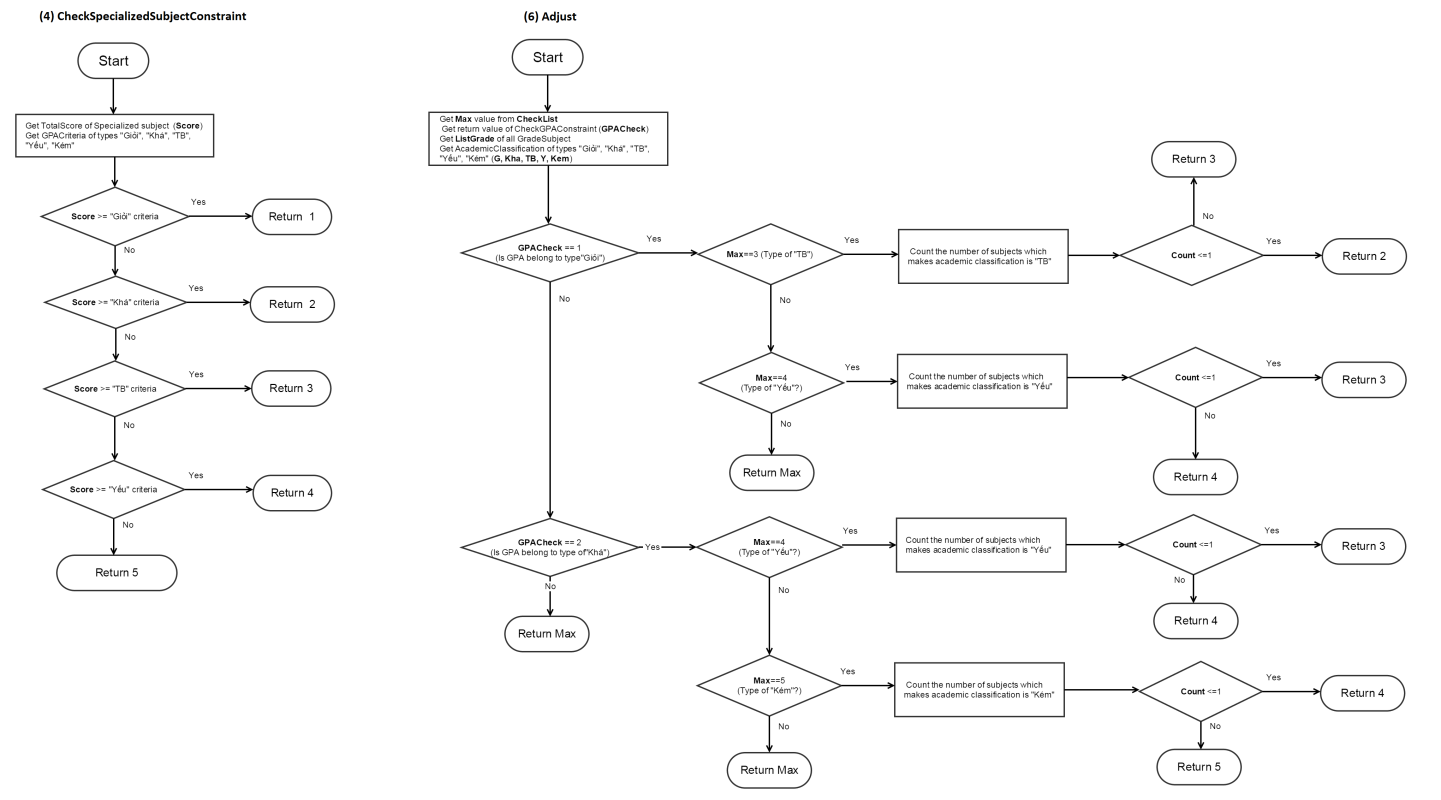 (4) CheckSpecializedSubjectConstraint
Start
Get TotalScore of Specialized subject (Score)
Get GPACriteria of types "Giỏi", "Khá", "TB",
"Yếu", "Kém"
Score >= "Giỏi" criteria
Yes
Return 1
No
Score >= "Khá" criteria
Yes
Return 2
No
Score >= "TB" criteria
Yes
Return 3
No
Score >= "Yếu" criteria
Yes
Return 4
No
Return 5
(6) Adjust
Start
Get Max value from CheckList
Get return value of CheckGPAConstraint (GPACheck)
Get ListGrade of all GradeSubject
Get AcademicClassification of types "Giỏi", "Khá", "TB",
"Yếu", "Kém" (G, Kha, TB, Y, Kem)
GPACheck == 1
(Is GPA belong to type"Giỏi")
Yes
Max==3 (Type of "TB")
Yes
Count the number of subjects which
makes academic classification is "TB"
Count <=1
No
Return 3
Yes
Return 2
No
No
Max==4
(Type of "Yếu"?)
Yes
Count the number of subjects which
makes academic classification is "Yếu"
Count <=1
Yes
Return 3
No
Return 4
No
Return Max
GPACheck == 2
(Is GPA belong to type of"Khá")
Yes
Max==4
(Type of "Yếu"?)
Yes
Count the number of subjects which
makes academic classification is "Yếu"
Count <=1
Yes
Return 3
No
Return 4
No
Return Max
No
Max==5
(Type of "Kém"?)
Yes
Count the number of subjects which
makes academic classification is "Kém"
Count <=1
Yes
Return 4
No
Return 5
No
Return Max